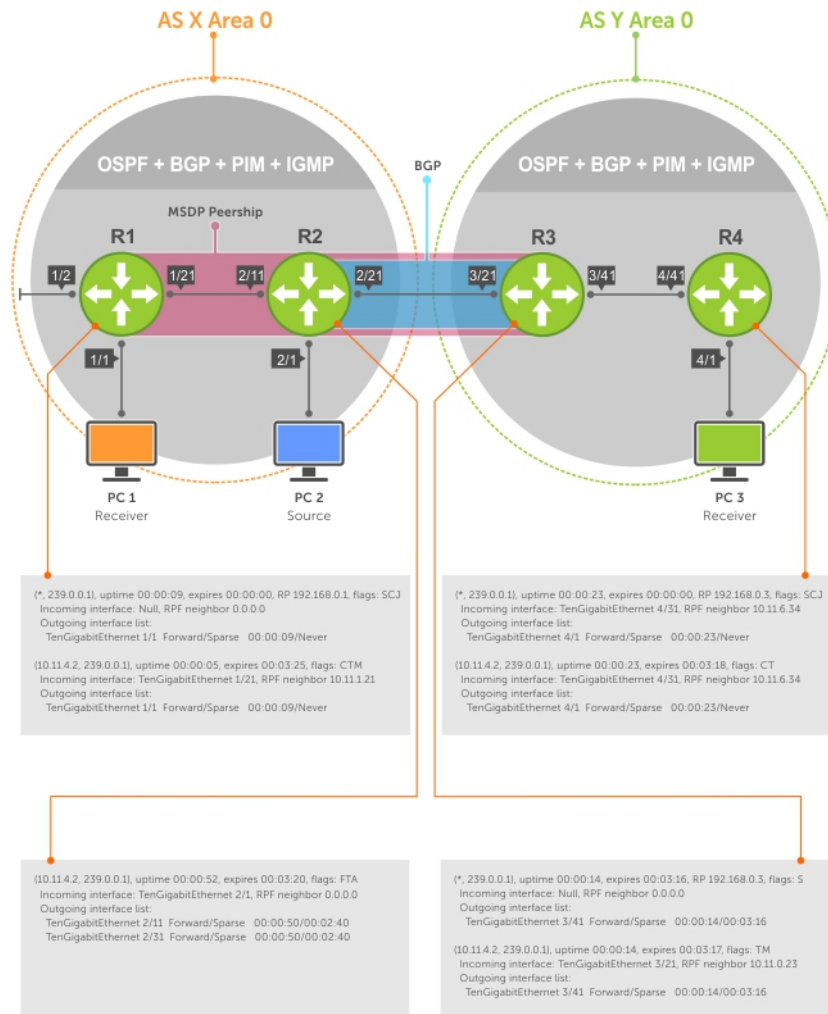 AS X Area 0
AS Y Area 0
OSPF + BGP + PIM + IGMP
BGP
OSPF + BGP + PIM + IGMP
MSDP Peership
R1
R2
R3
R4
1/2
1/21
2/11
2/21
3/21
3/41
4/41
1/1
2/1
4/1
PC 1
Receiver
PC 2
Source
PC 3
Receiver
(*, 239.0.0.1), uptime 00:00:09, expires 00:00:00, RP 192.168.0.1, flags: SCJ
Incoming interface: Null, RPF neighbor 0.0.0.0
Outgoing interface list:
TenGigabitEthernet 1/1 Forward/Sparse 00:00:09/Never
(10.11.4.2, 239.0.0.1), uptime 00:00:05, expires 00:03:25, flags: CTM
Incoming interface: TenGigabitEthernet 1/21, RPF neighbor 10.11.1.21
Outgoing interface list:
TenGigabitEthernet 1/1 Forward/Sparse 00:00:09/Never
(*, 239.0.0.1), uptime 00:00:23, expires 00:00:00, RP 192.168.0.3, flags: SCJ
Incoming interface: TenGigabitEthernet 4/31, RPF neighbor 10.11.6.34
Outgoing interface list:
TenGigabitEthernet 4/1 Forward/Sparse 00:00:23/Never
(10.11.4.2, 239.0.0.1), uptime 00:00:23, expires 00:03:18, flags: CT
Incoming interface: TenGigabitEthernet 4/31, RPF neighbor 10.11.6.34
Outgoing interface list:
TenGigabitEthernet 4/1 Forward/Sparse 00:00:23/Never
(10.11.4.2, 239.0.0.1), uptime 00:00:52, expires 00:03:20, flags: FTA
Incoming interface: TenGigabitEthernet 2/1, RPF neighbor 0.0.0.0
Outgoing interface list:
TenGigabitEthernet 2/11 Forward/Sparse 00:00:50/00:02:40
TenGigabitEthernet 2/31 Forward/Sparse 00:00:50/00:02:40
(*, 239.0.0.1), uptime 00:00:14, expires 00:03:16, RP 192.168.0.3, flags: S
Incoming interface: Null, RPF neighbor 0.0.0.0
Outgoing interface list:
TenGigabitEthernet 3/41 Forward/Sparse 00:00:14/00:03:16
(10.11.4.2, 239.0.0.1), uptime 00:00:14, expires 00:03:17, flags: TM
Incoming interface: TenGigabitEthernet 3/21, RPF neighbor 10.11.0.23
Outgoing interface list:
TenGigabitEthernet 3/41 Forward/Sparse 00:00:14/00:03:16